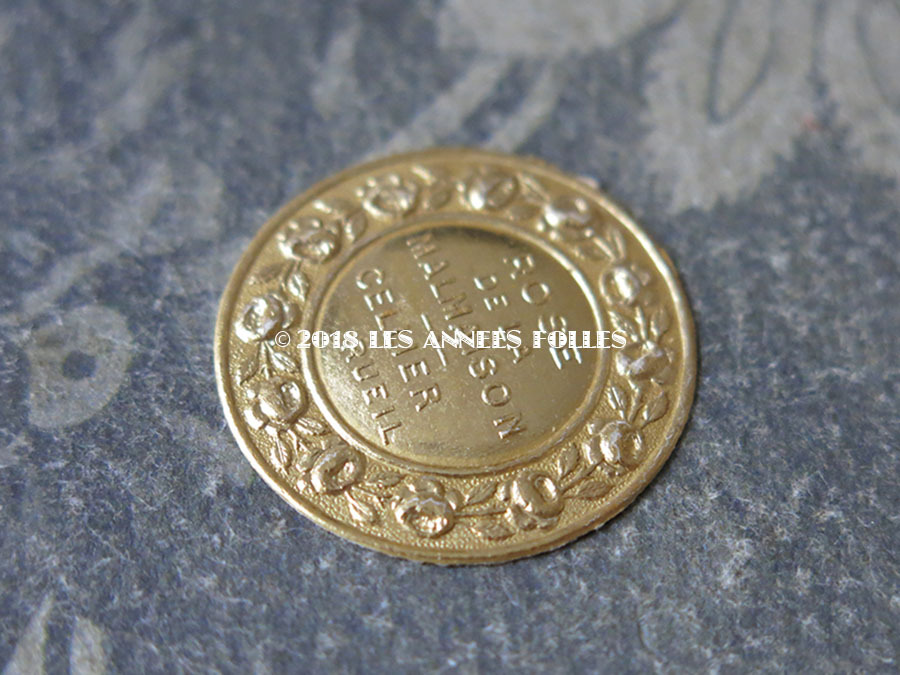 ROSE
DE LA
MALMAISON
CELLIER
RUEIL
© 2018 LES ANNEES FOLLES